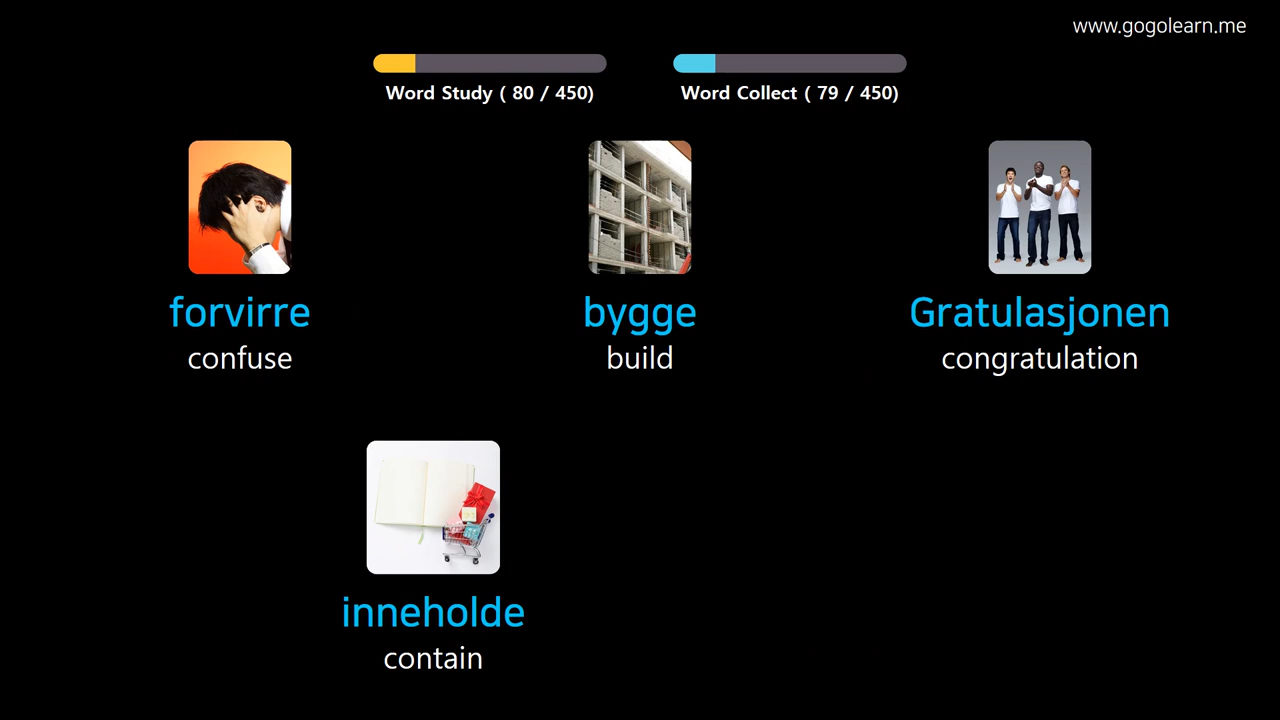 www.gogolearn.me
Word Study ( 80 / 450)
Word Collect ( 79 / 450)
forvirre
confuse
bygge
build
Gratulasjonen
congratulation
inneholde
contain